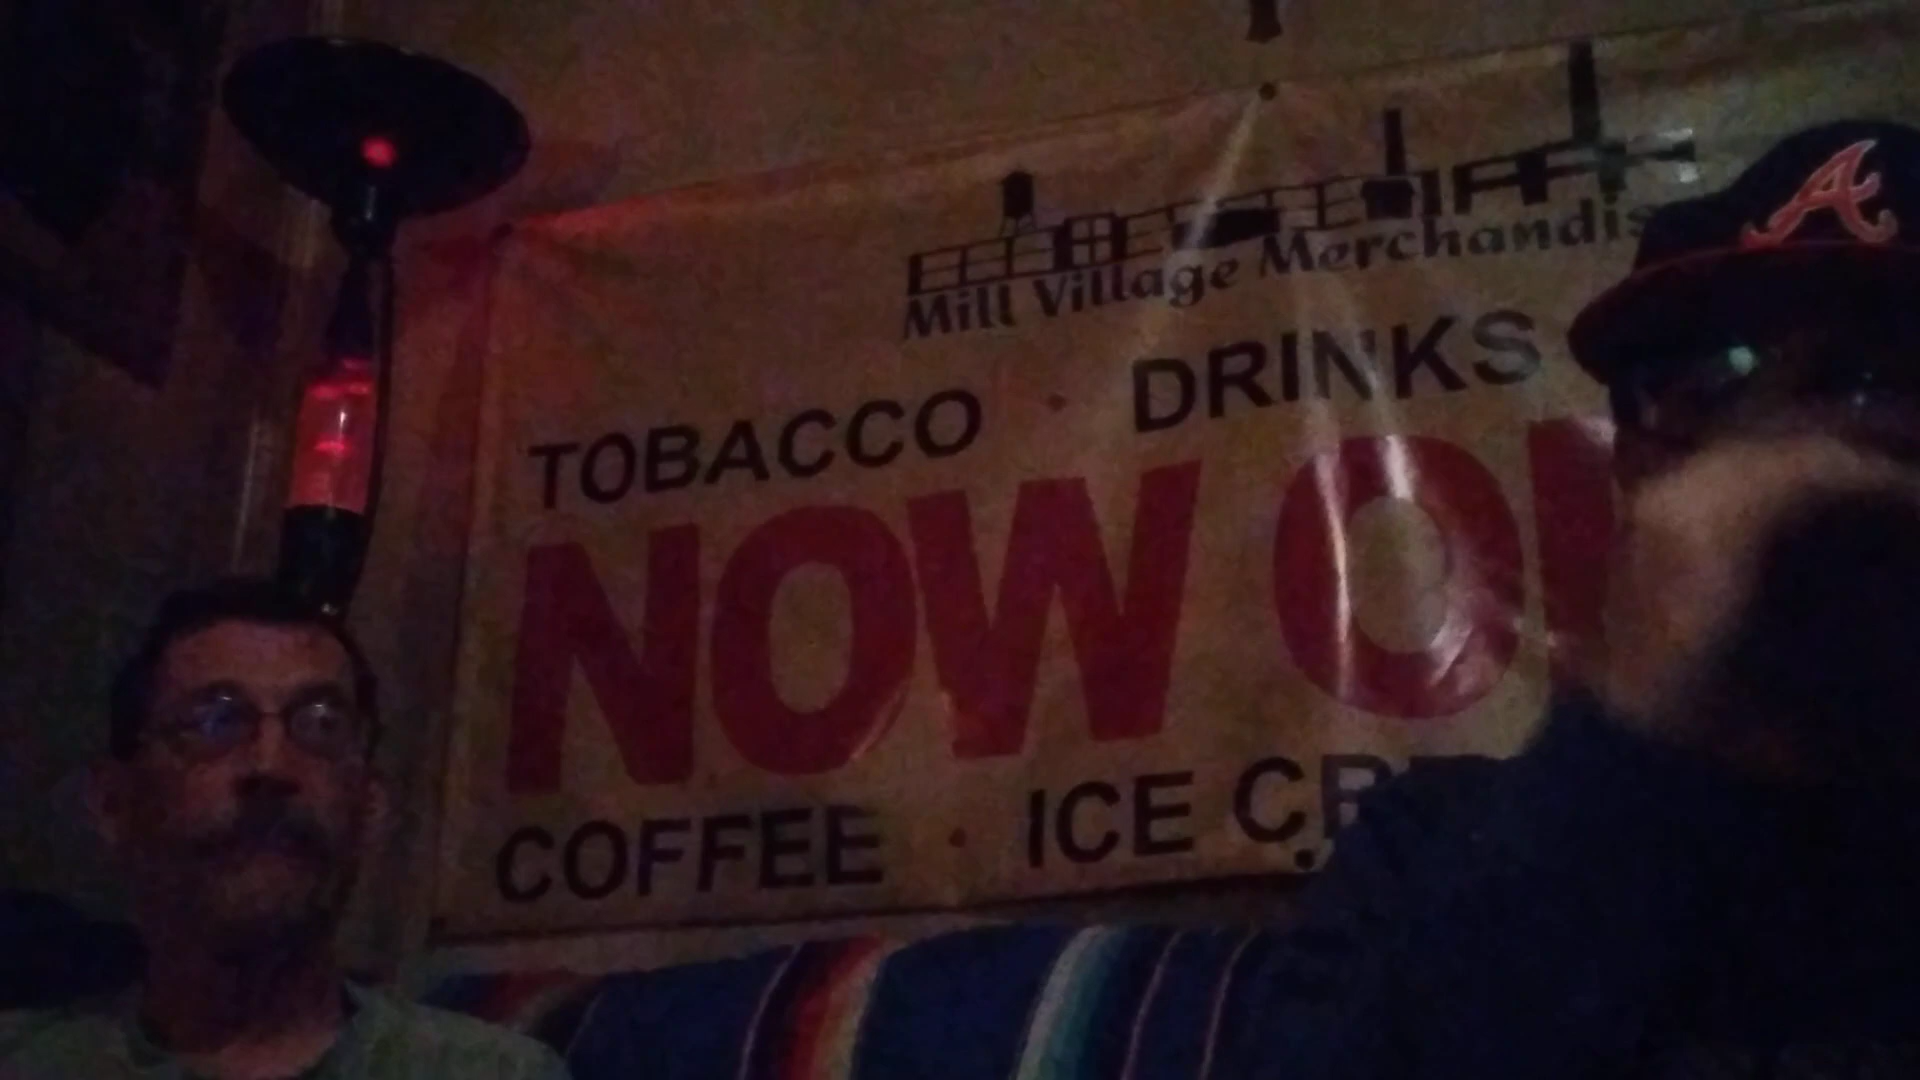 Mill Village Merchandis
TOBACCO • DRINKS
NOW O
COFFEE • ICE CR
A